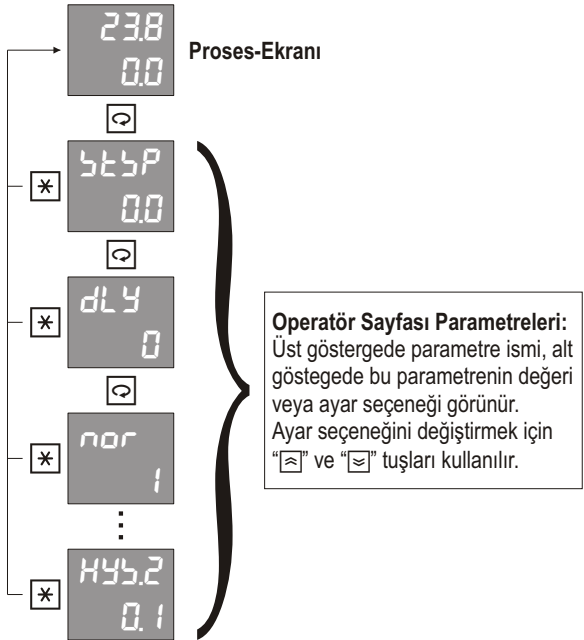 23.8
0.0
Proses-Ekranı
StSP
0.0
dLY
0
nor
1
HYS.2
0.1
Operatör Sayfası Parametreleri:
Üst göstergede parametre ismi, alt
göstegede bu parametrenin değeri
veya ayar seçeneği görünür.
Ayar seçeneğini değiştirmek için
“” ve “” tuşları kullanılır.